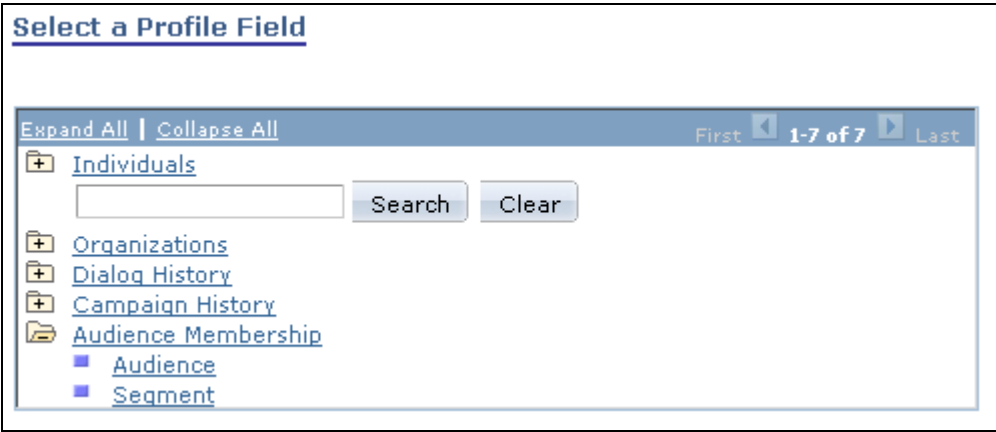 Select a Profile Field
Expand All | Collapse All First 1-7 of 7 Last
Individuals
Search Clear
Organizations
Dialog History
Campaign History
Audience Membership
Audience
Segment